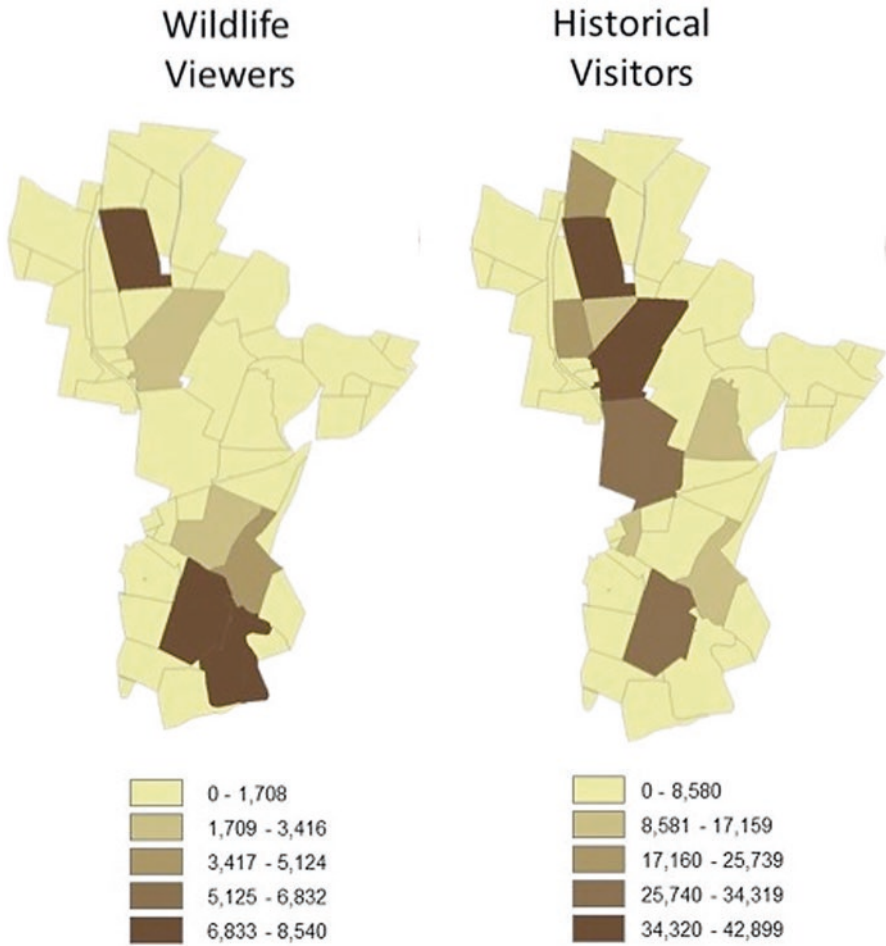 Wildlife
Viewers
Historical
Visitors
0 - 1,708
1,709 - 3,416
3,417 - 5,124
5,125 - 6,832
6,833 - 8,540
0 - 8,580
8,581 - 17,159
17,160 - 25,739
25,740 - 34,319
34,320 - 42,899